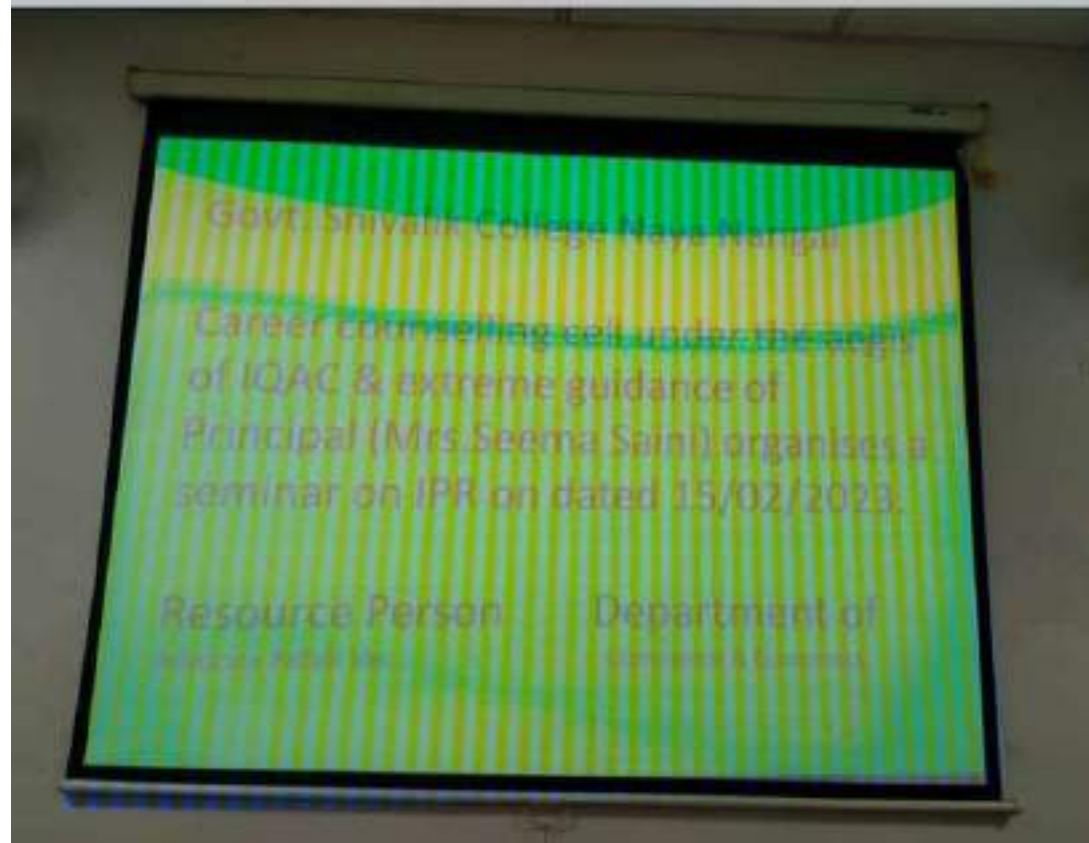 Govt. Shivalik College Naya Nangal
Career counselling cell under the aegis
of IQAC & extreme guidance of
Principal (Mrs.Seema Saini) organises a
seminar on IPR on dated 15/02/2023.
Resource Person Department of